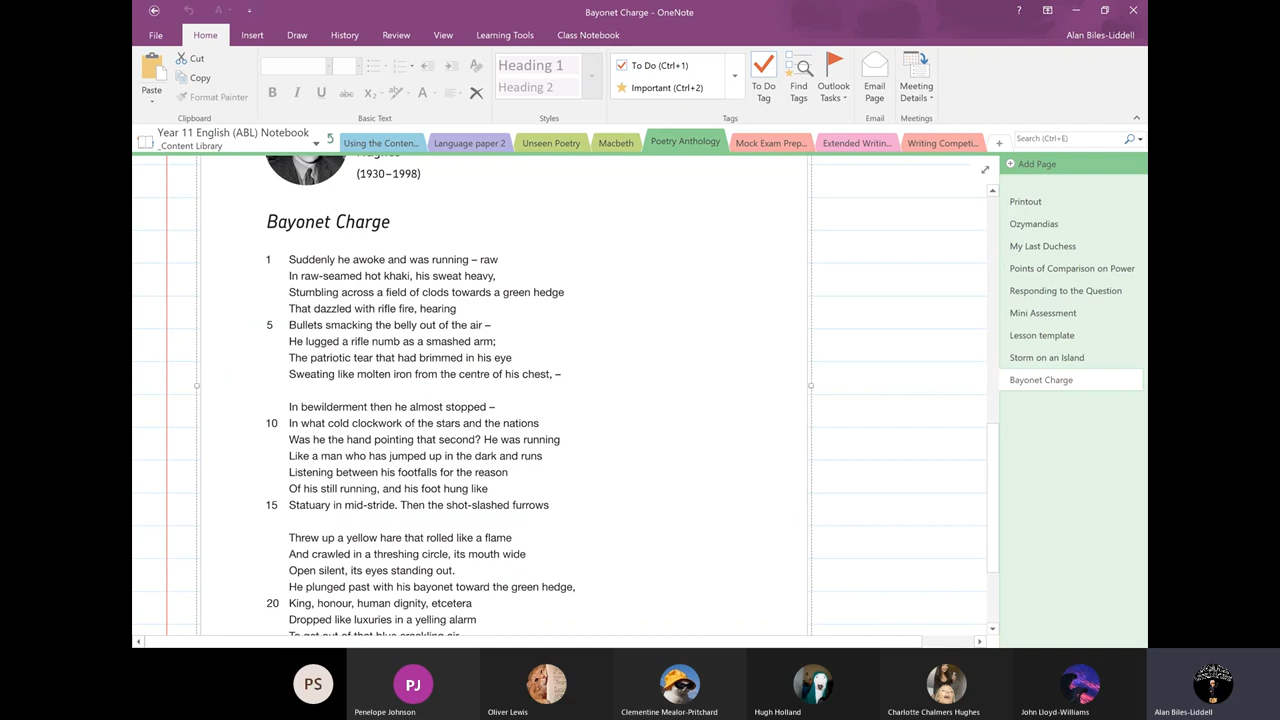 Bayonet Charge - OneNote
?
Alan Biles-Liddell
File
Home
Insert
Draw
History
Review
View
Learning Tools
Class Notebook
Paste
Cut
Copy
Format Painter
B I U abc X₂ A
Basic Text
Heading 1
Heading 2
Styles
To Do (Ctrl+1)
Important (Ctrl+2)
Tags
To Do Tag
Find Tags
Outlook Tasks
Email Page
Email
Meeting Details
Meetings
Clipboard
Year 11 English (ABL) Notebook
_Content Library
Using the Conten...
Language paper 2
Unseen Poetry
Macbeth
Poetry Anthology
Mock Exam Prep...
Extended Writin...
Writing Competi...
Search (Ctrl+E)
Add Page
Printout
Ozymandias
My Last Duchess
Points of Comparison on Power
Responding to the Question
Mini Assessment
Lesson template
Storm on an Island
Bayonet Charge
Hughes
(1930–1998)
Bayonet Charge
1 Suddenly he awoke and was running – raw
In raw-seamed hot khaki, his sweat heavy,
Stumbling across a field of clods towards a green hedge
That dazzled with rifle fire, hearing
5 Bullets smacking the belly out of the air –
He lugged a rifle numb as a smashed arm;
The patriotic tear that had brimmed in his eye
Sweating like molten iron from the centre of his chest, –
In bewilderment then he almost stopped –
10 In what cold clockwork of the stars and the nations
Was he the hand pointing that second? He was running
Like a man who has jumped up in the dark and runs
Listening between his footfalls for the reason
Of his still running, and his foot hung like
15 Statuary in mid-stride. Then the shot-slashed furrows
Threw up a yellow hare that rolled like a flame
And crawled in a threshing circle, its mouth wide
Open silent, its eyes standing out.
He plunged past with his bayonet toward the green hedge,
20 King, honour, human dignity, etcetera
Dropped like luxuries in a yelling alarm
To get out of that blue crackling air
PS
PJ
Penelope Johnson
Oliver Lewis
Clementine Mealor-Pritchard
Hugh Holland
Charlotte Chalmers Hughes
John Lloyd-Williams
Alan Biles-Liddell